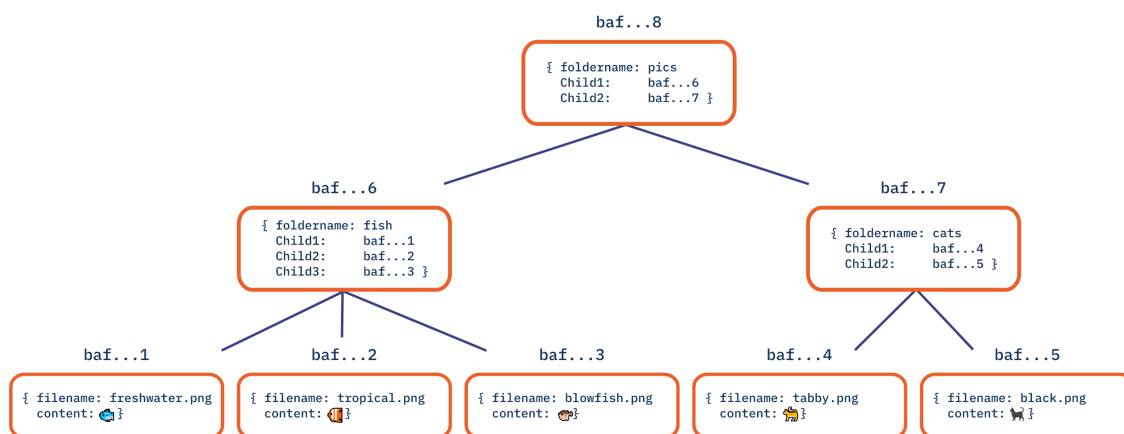 baf...8
{ foldername: pics
Child1: baf...6
Child2: baf...7 }
baf...6
{ foldername: fish
Child1: baf...1
Child2: baf...2
Child3: baf...3 }
baf...7
{ foldername: cats
Child1: baf...4
Child2: baf...5 }
baf...1
{ filename: freshwater.png
content: 🐟 }
baf...2
{ filename: tropical.png
content: 🐠 }
baf...3
{ filename: blowfish.png
content: 🐡 }
baf...4
{ filename: tabby.png
content: 🐈 }
baf...5
{ filename: black.png
content: 🐈‍⬛ }